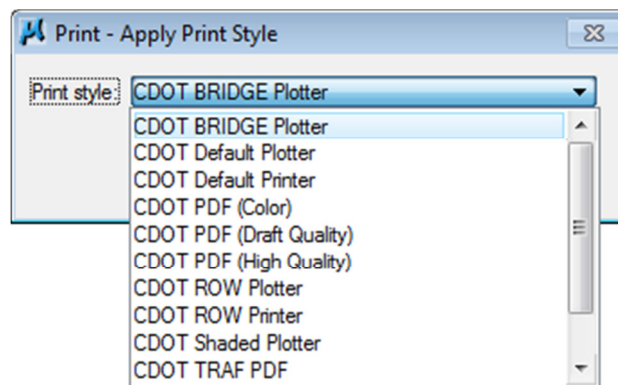 Print - Apply Print Style
Print style: CDOT BRIDGE Plotter
CDOT BRIDGE Plotter
CDOT Default Plotter
CDOT Default Printer
CDOT PDF (Color)
CDOT PDF (Draft Quality)
CDOT PDF (High Quality)
CDOT ROW Plotter
CDOT ROW Printer
CDOT Shaded Plotter
CDOT TRAF PDF